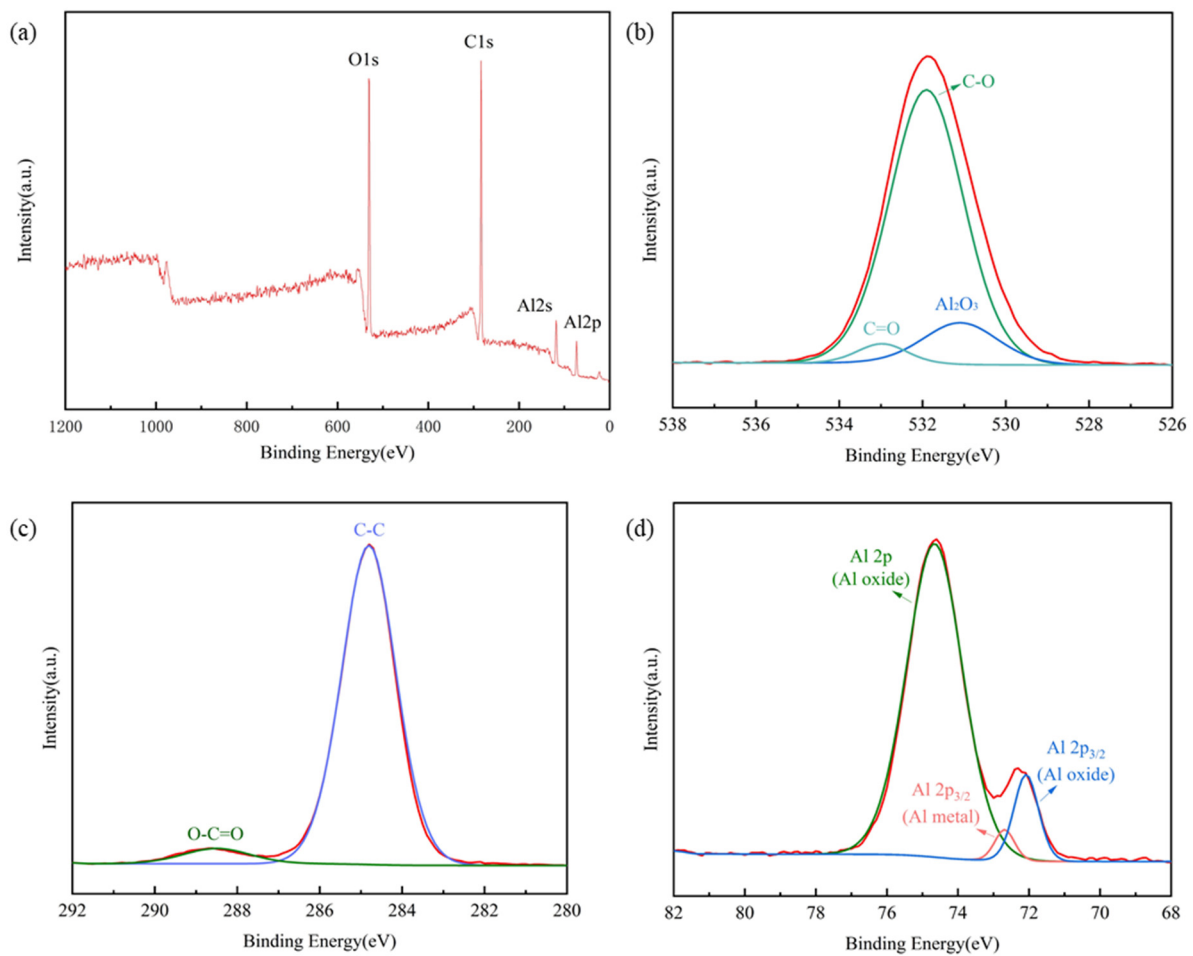 (a)
O1s
C1s
Al2s
Al2p
Intensity(a.u.)
1200 1000 800 600 400 200 0
Binding Energy(eV)
(b)
C-O
Al₂O₃
C=O
Intensity(a.u.)
538 536 534 532 530 528 526
Binding Energy(eV)
(c)
C-C
O-C=O
Intensity(a.u.)
292 290 288 286 284 282 280
Binding Energy(eV)
(d)
Al 2p
(Al oxide)
Al 2p₃/₂
(Al metal)
Al 2p₃/₂
(Al oxide)
Intensity(a.u.)
82 80 78 76 74 72 70 68
Binding Energy(eV)